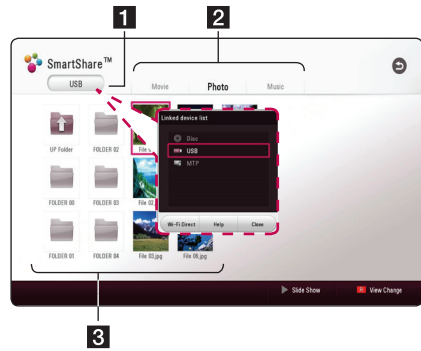 1
2
SmartShare™
USB
Movie
Photo
Music
Linked device list
Disc
USB
MTP
Wi-Fi Direct
Help
Close
UP Folder
FOLDER 02
FOLDER 00
FOLDER 03
File 02
FOLDER 01
FOLDER 04
File 03.jpg
File 06.jpg
Slide Show
R View Change
3